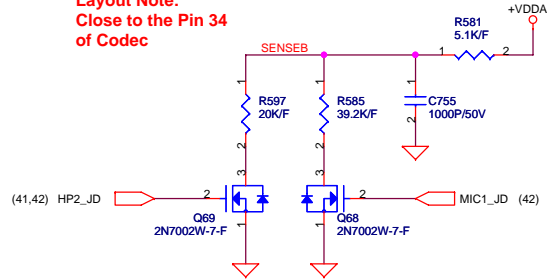 Layout Note:
Close to the Pin 34
of Codec
+VDDA
R581
5.1K/F
SENSEB
1
2
1
1
1
R597
20K/F
R585
39.2K/F
C755
1000P/50V
2
2
2
3
3
(41,42) HP2_JD
2
2
MIC1_JD (42)
Q69
2N7002W-7-F
1
Q68
2N7002W-7-F
1